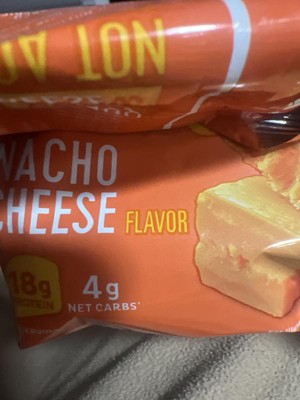 NOT A
NACHO
CHEESE FLAVOR
18g
PROTEIN
4g
NET CARBS*